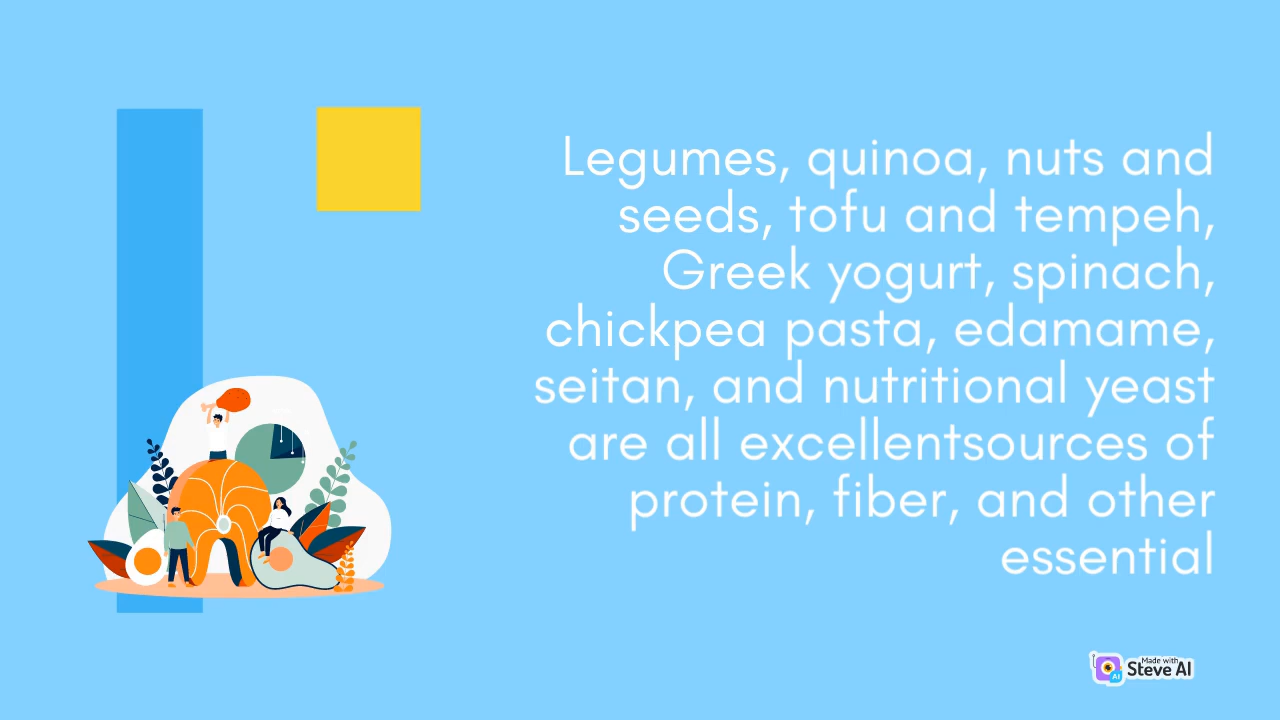 Legumes, quinoa, nuts and
seeds, tofu and tempeh,
Greek yogurt, spinach,
chickpea pasta, edamame,
seitan, and nutritional yeast
are all excellentsources of
protein, fiber, and other
essential
Made with
Steve AI
AI